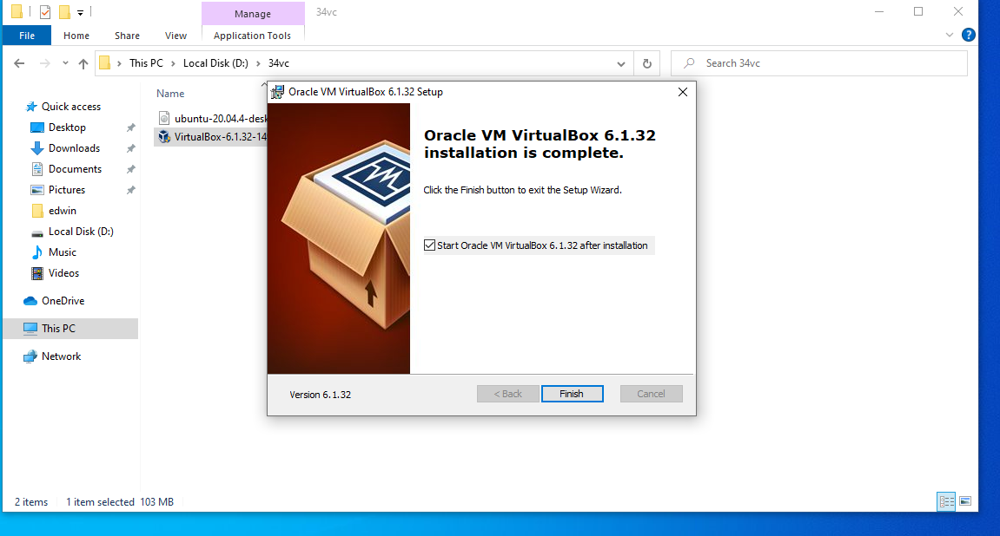 Manage
34vc
File
Home
Share
View
Application Tools
This PC
Local Disk (D:)
34vc
Search 34vc
Name
Quick access
Desktop
Downloads
Documents
Pictures
edwin
Local Disk (D:)
Music
Videos
OneDrive
This PC
Network
ubuntu-20.04.4-desk
VirtualBox-6.1.32-14
Oracle VM VirtualBox 6.1.32 Setup
Oracle VM VirtualBox 6.1.32
installation is complete.
Click the Finish button to exit the Setup Wizard.
Start Oracle VM VirtualBox 6.1.32 after installation
Version 6.1.32
< Back
Finish
Cancel
2 items
1 item selected 103 MB